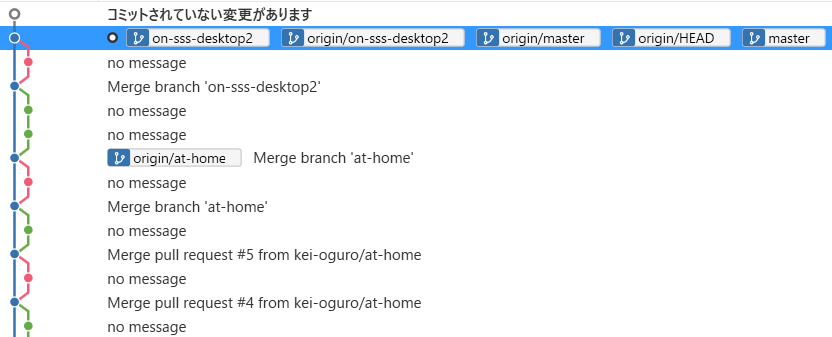 コミットされていない変更があります
on-sss-desktop2 origin/on-sss-desktop2 origin/master origin/HEAD master
no message
Merge branch 'on-sss-desktop2'
no message
no message
origin/at-home Merge branch 'at-home'
no message
Merge branch 'at-home'
no message
Merge pull request #5 from kei-oguro/at-home
no message
Merge pull request #4 from kei-oguro/at-home
no message